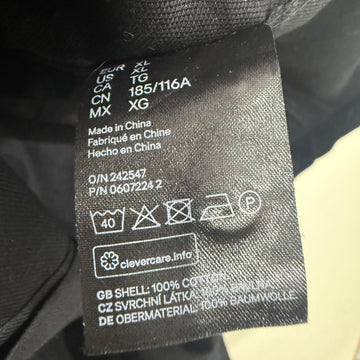 EUR XL
US XL
CA TG
CN 185/116A
MX XG
Made in China
Fabriqué en Chine
Hecho en China
O/N 242547
P/N 0607224 2
40
P
clevercare.info
GB SHELL: 100% COTTON
CZ SVRCHNÍ LÁTKA: 100% BAVLNA
DE OBERMATERIAL: 100% BAUMWOLLE